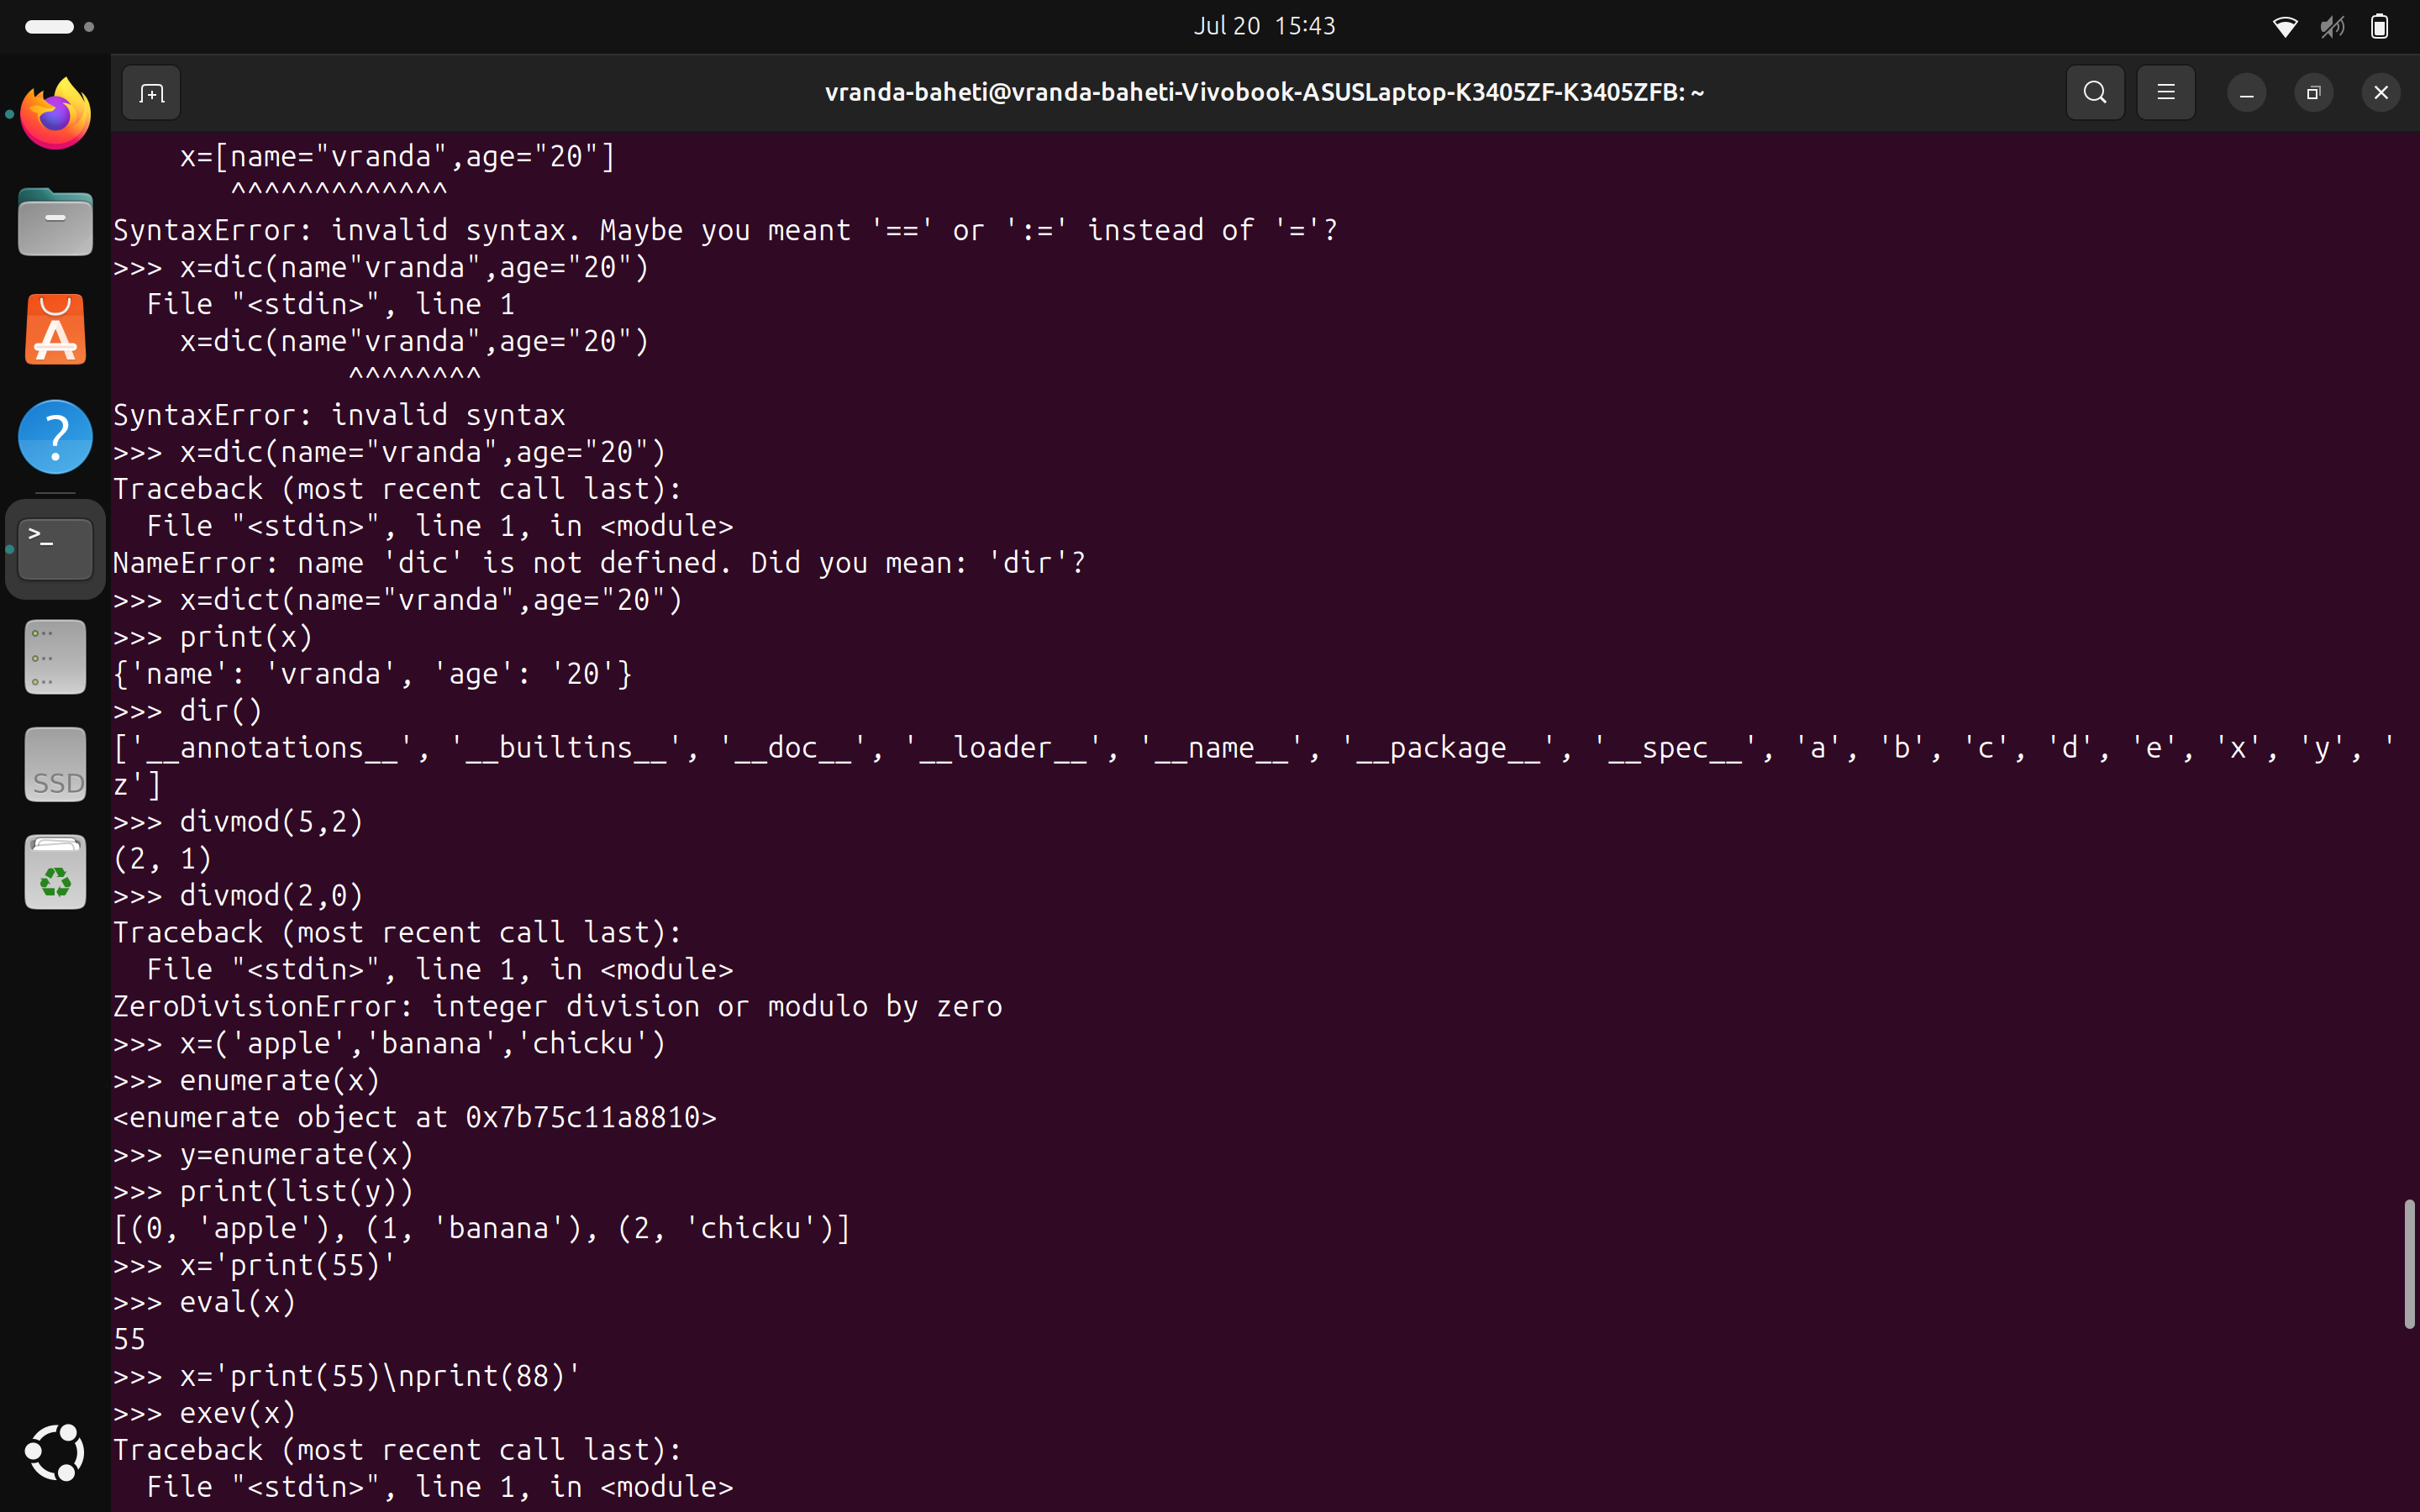 Jul 20  15:43
vranda-baheti@vranda-baheti-Vivobook-ASUSLaptop-K3405ZF-K3405ZFB: ~
    x=[name="vranda",age="20"]
       ^^^^^^^^^^^^^
SyntaxError: invalid syntax. Maybe you meant '==' or ':=' instead of '='?
>>> x=dic(name"vranda",age="20")
  File "<stdin>", line 1
    x=dic(name"vranda",age="20")
              ^^^^^^^^
SyntaxError: invalid syntax
>>> x=dic(name="vranda",age="20")
Traceback (most recent call last):
  File "<stdin>", line 1, in <module>
NameError: name 'dic' is not defined. Did you mean: 'dir'?
>>> x=dict(name="vranda",age="20")
>>> print(x)
{'name': 'vranda', 'age': '20'}
>>> dir()
['__annotations__', '__builtins__', '__doc__', '__loader__', '__name__', '__package__', '__spec__', 'a', 'b', 'c', 'd', 'e', 'x', 'y', '
z']
>>> divmod(5,2)
(2, 1)
>>> divmod(2,0)
Traceback (most recent call last):
  File "<stdin>", line 1, in <module>
ZeroDivisionError: integer division or modulo by zero
>>> x=('apple','banana','chicku')
>>> enumerate(x)
<enumerate object at 0x7b75c11a8810>
>>> y=enumerate(x)
>>> print(list(y))
[(0, 'apple'), (1, 'banana'), (2, 'chicku')]
>>> x='print(55)'
>>> eval(x)
55
>>> x='print(55)\nprint(88)'
>>> exev(x)
Traceback (most recent call last):
  File "<stdin>", line 1, in <module>
SSD